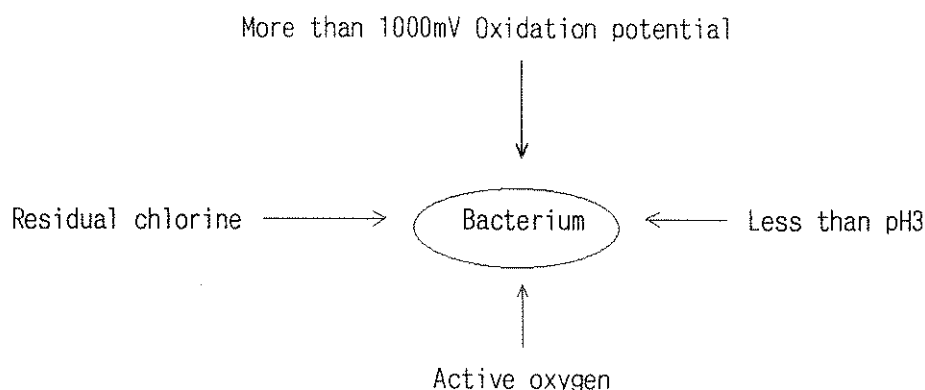 More than 1000mV Oxidation potential
Residual chlorine
Bacterium
Less than pH3
Active oxygen